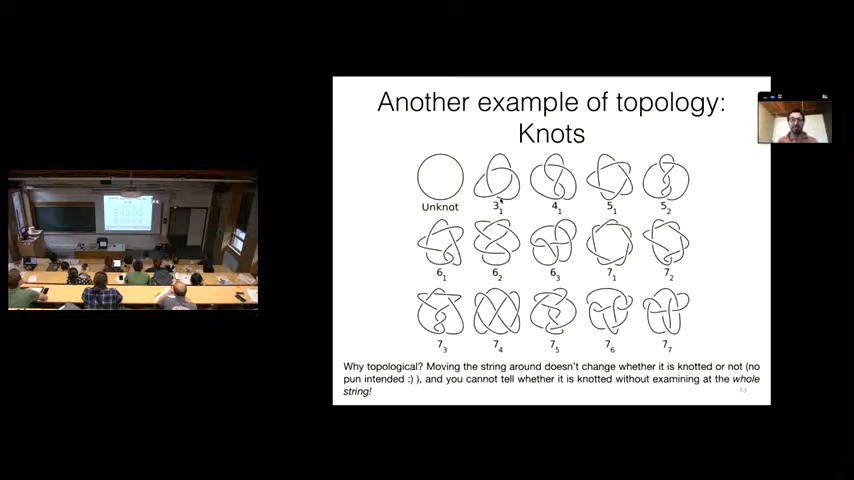 Another example of topology:
Knots
Unknot 3₁ 4₁ 5₁ 5₂
6₁ 6₂ 6₃ 7₁ 7₂
7₃ 7₄ 7₅ 7₆ 7₇
Why topological? Moving the string around doesn't change whether it is knotted or not (no
pun intended :) ), and you cannot tell whether it is knotted without examining at the whole
string!
13